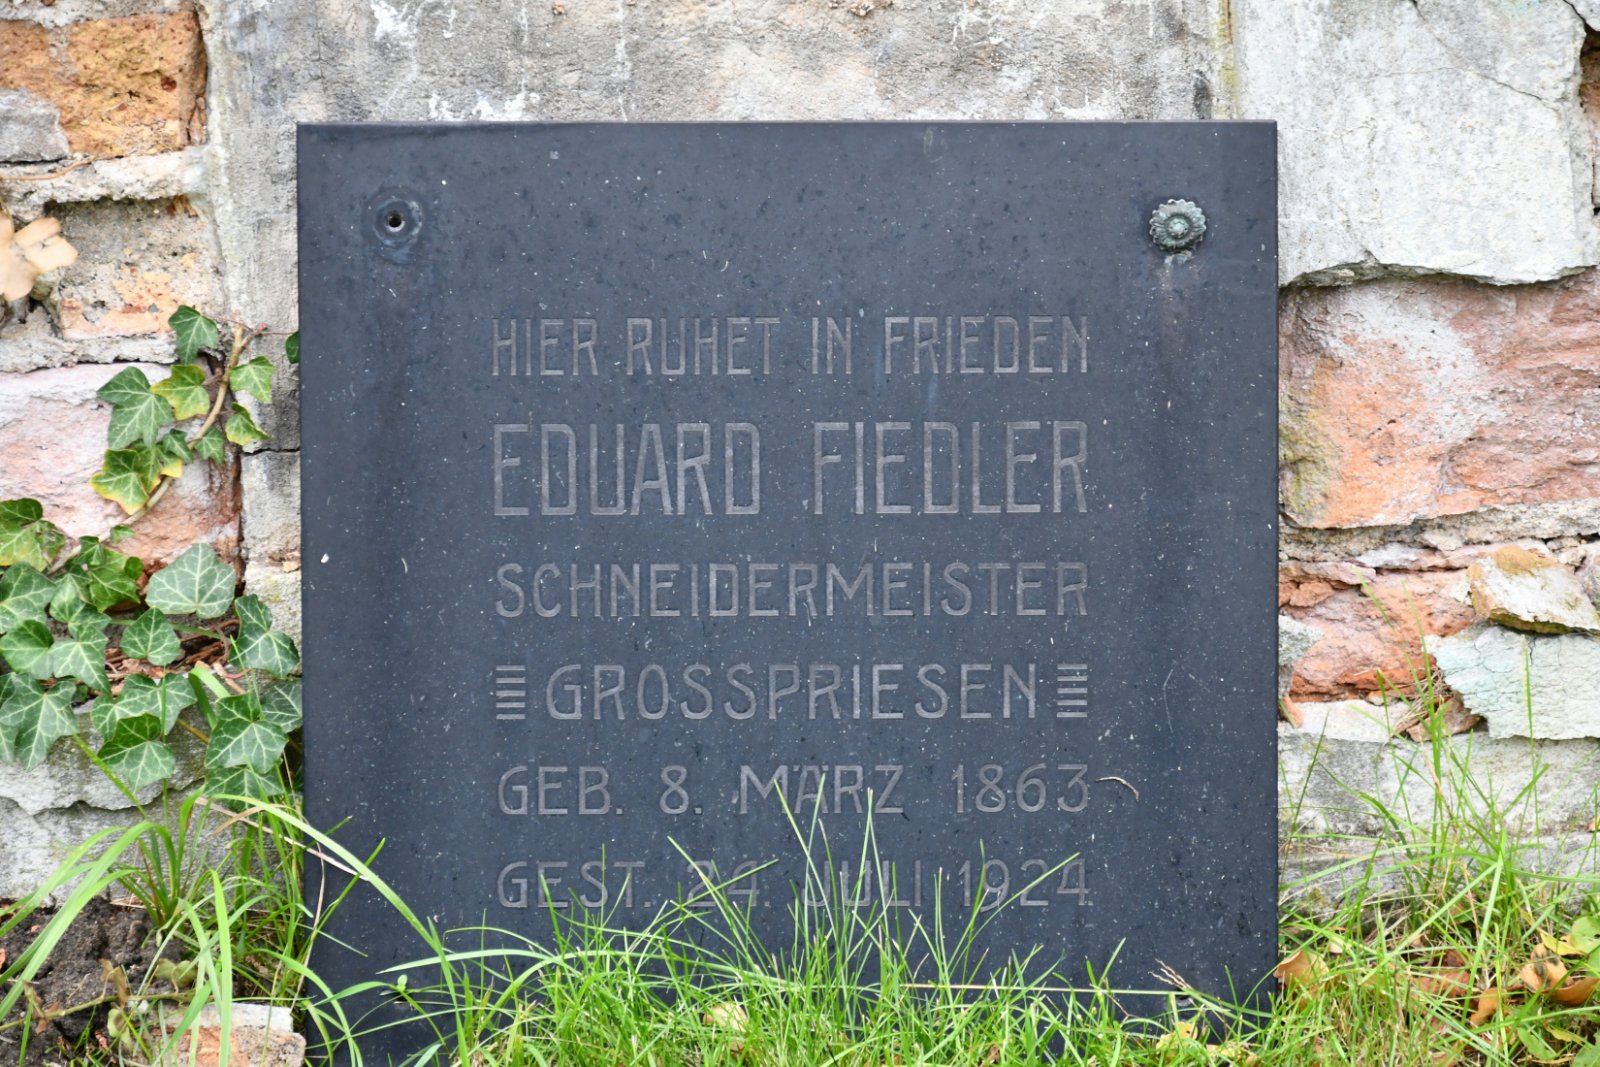 HIER RUHET IN FRIEDEN
EDUARD FIEDLER
SCHNEIDERMEISTER
GROSSPRIESEN
GEB. 8. MÄRZ 1863
GEST. 24. JULI 1924